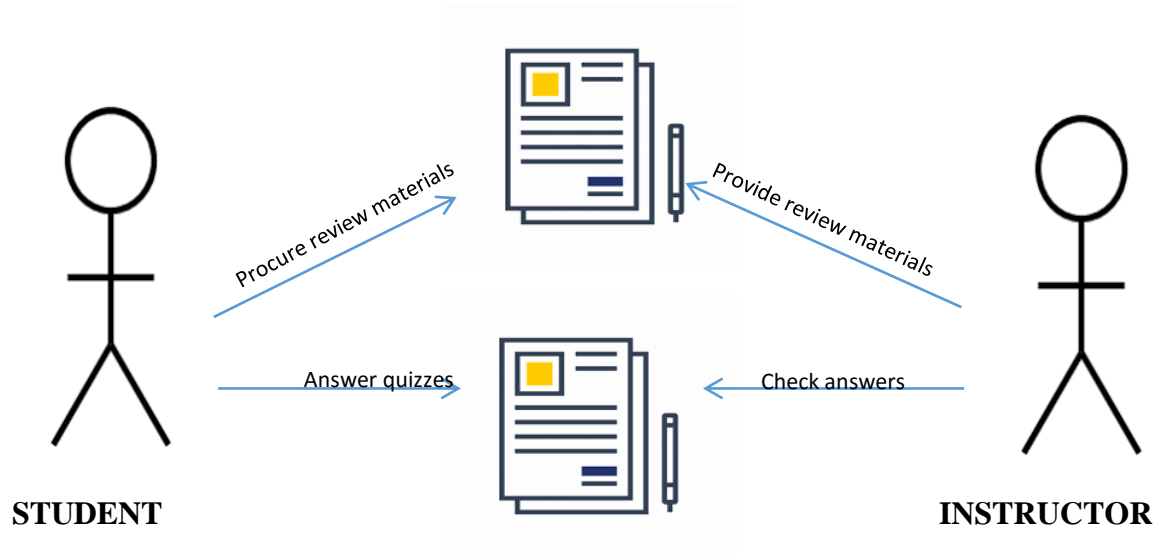 Procure review materials
Provide review materials
Answer quizzes
Check answers
STUDENT
INSTRUCTOR